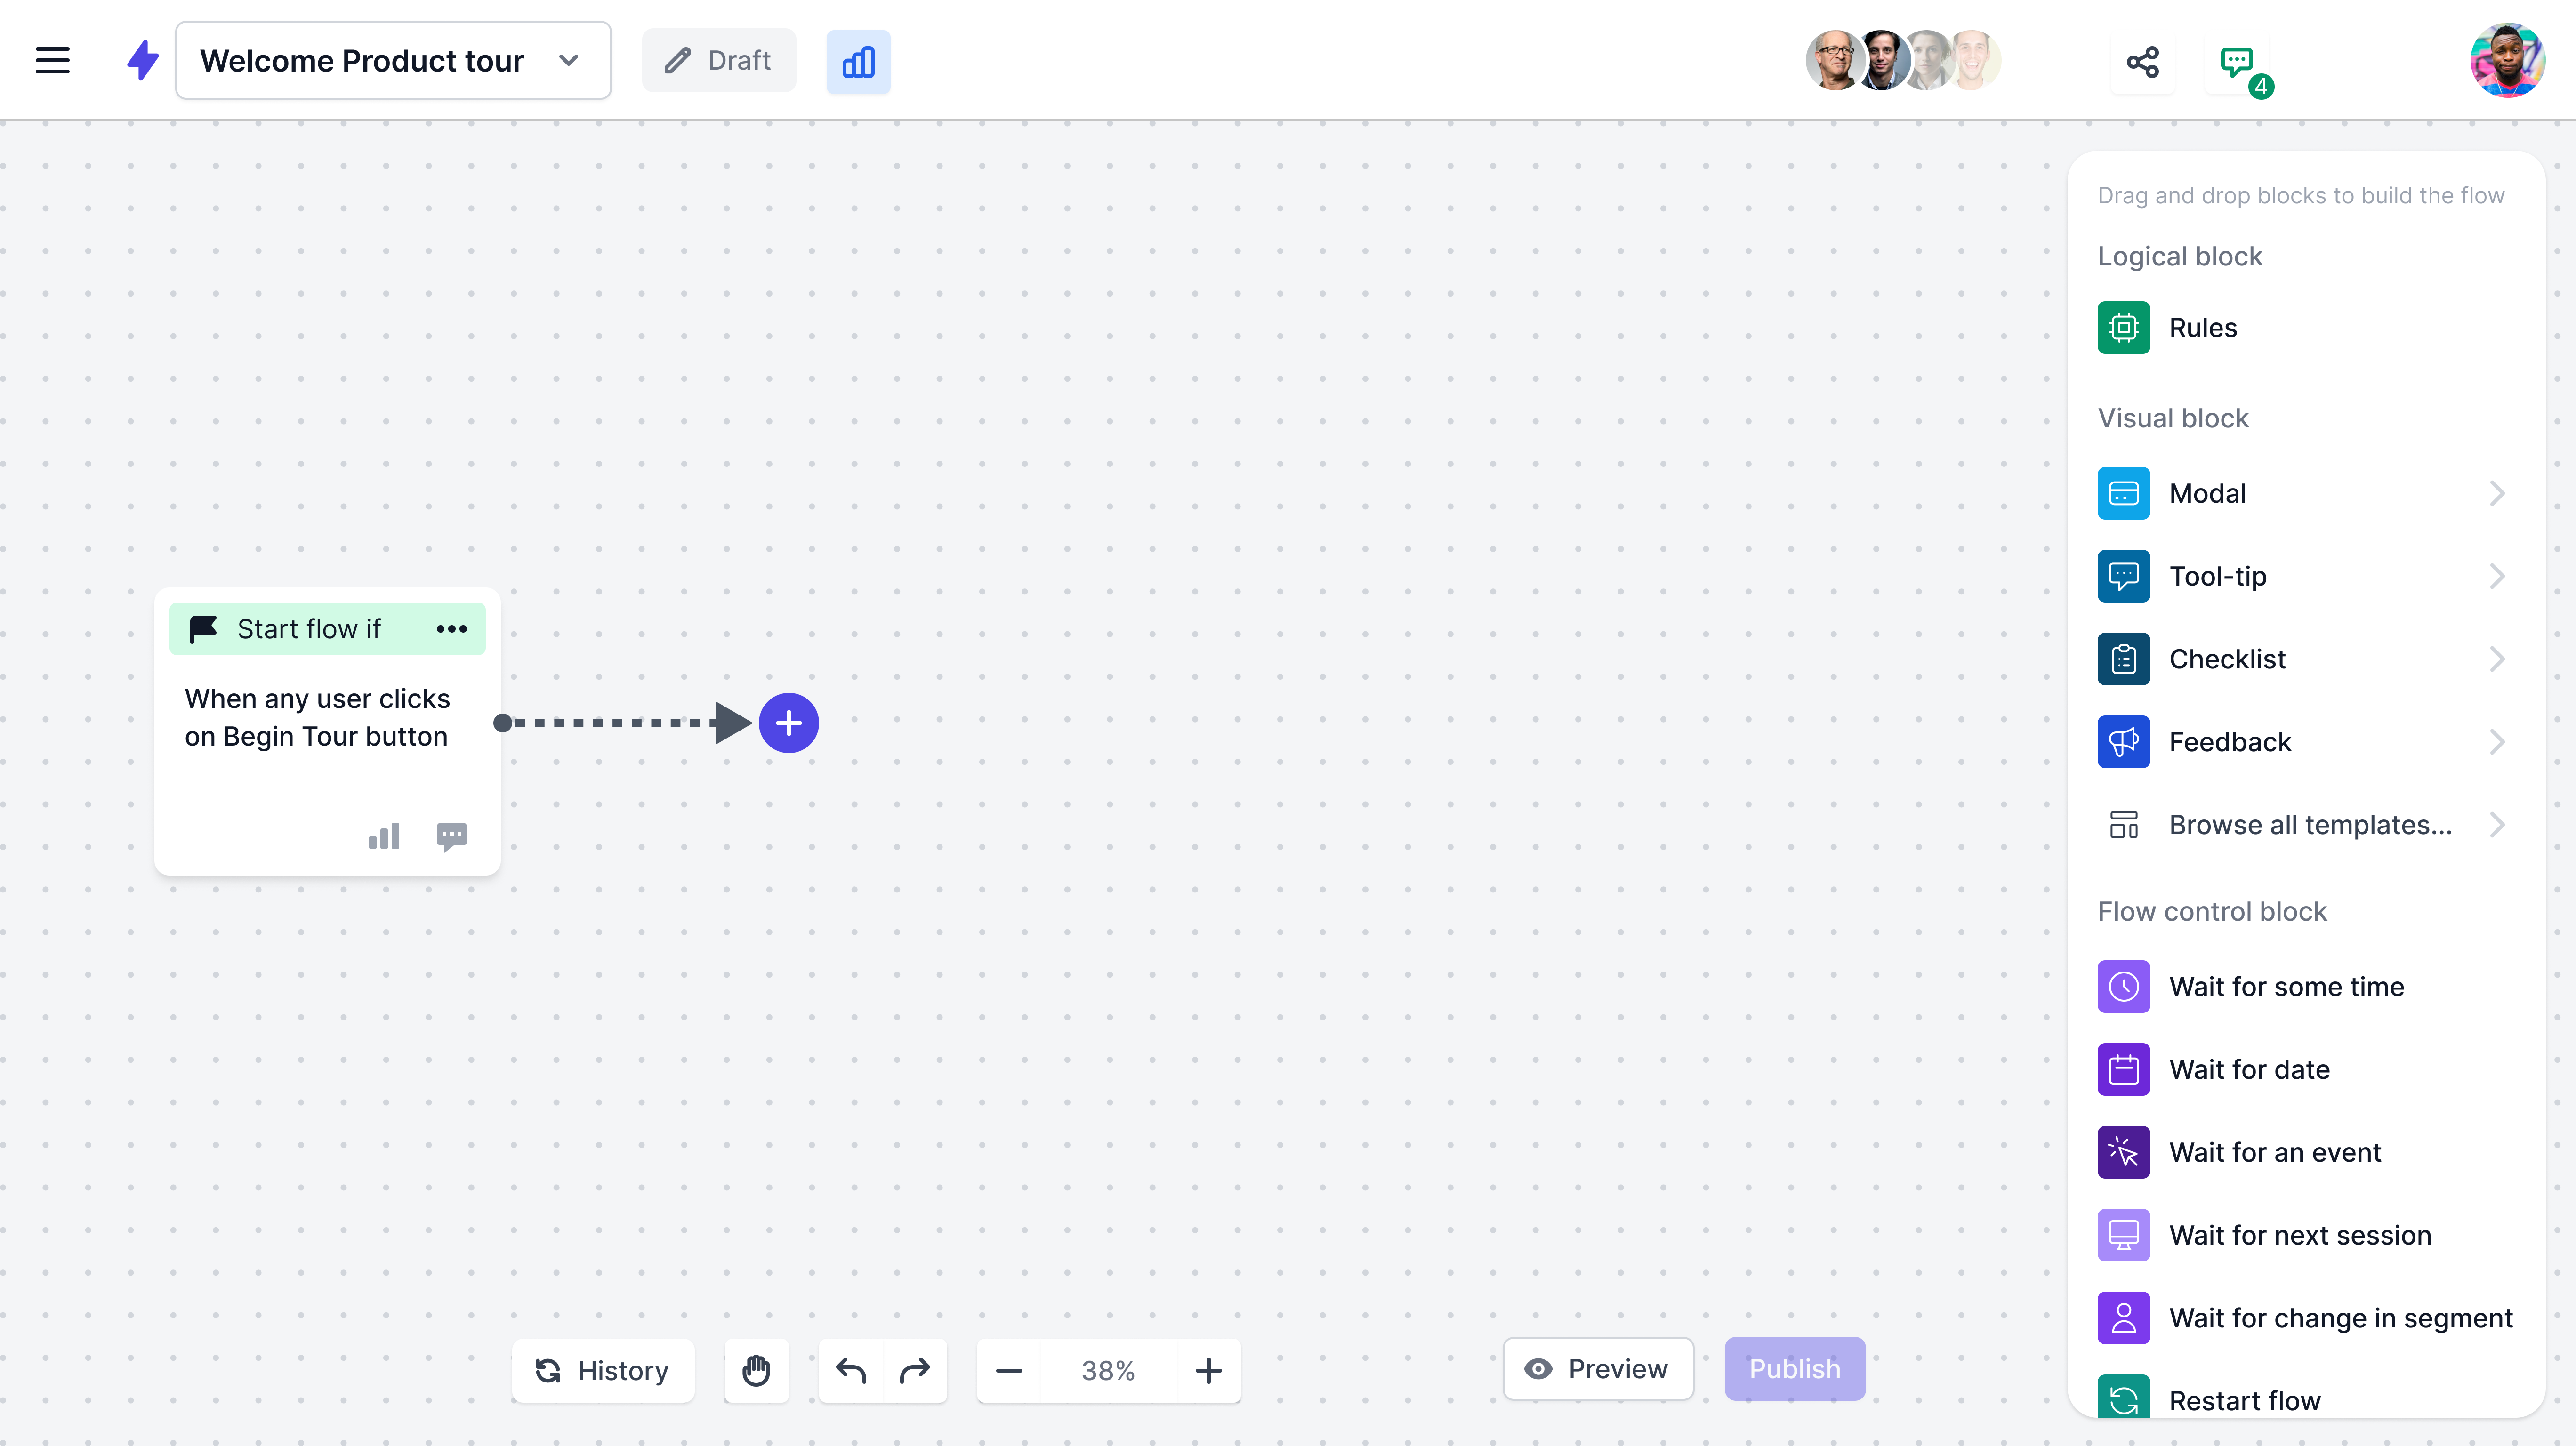 Welcome Product tour
Draft
4
Drag and drop blocks to build the flow
Logical block
Rules
Visual block
Modal
Tool-tip
Checklist
Feedback
Browse all templates...
Flow control block
Wait for some time
Wait for date
Wait for an event
Wait for next session
Wait for change in segment
Restart flow
Start flow if
When any user clicks
on Begin Tour button
History
38%
Preview
Publish